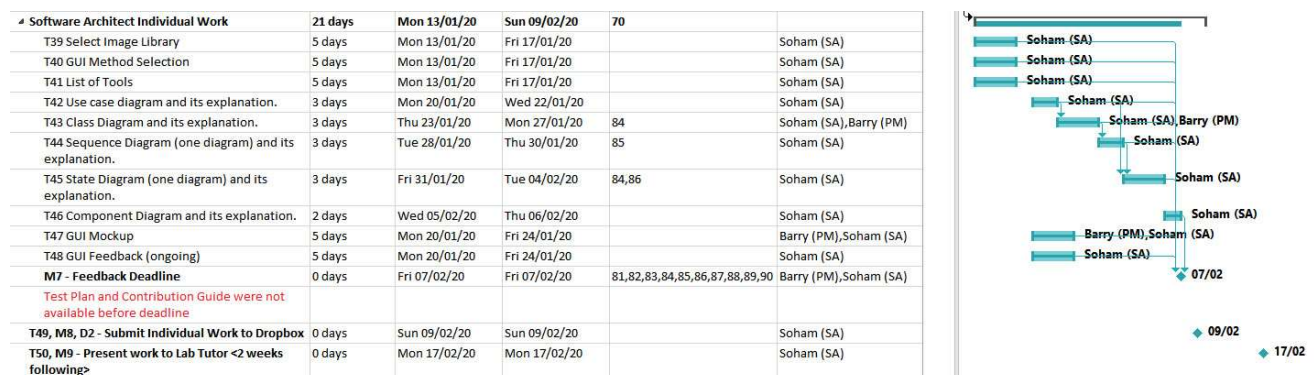 Software Architect Individual Work 21 days Mon 13/01/20 Sun 09/02/20 70
T39 Select Image Library 5 days Mon 13/01/20 Fri 17/01/20 Soham (SA) Soham (SA)
T40 GUI Method Selection 5 days Mon 13/01/20 Fri 17/01/20 Soham (SA) Soham (SA)
T41 List of Tools 5 days Mon 13/01/20 Fri 17/01/20 Soham (SA) Soham (SA)
T42 Use case diagram and its explanation. 3 days Mon 20/01/20 Wed 22/01/20 Soham (SA) Soham (SA)
T43 Class Diagram and its explanation. 3 days Thu 23/01/20 Mon 27/01/20 84 Soham (SA),Barry (PM) Soham (SA),Barry (PM)
T44 Sequence Diagram (one diagram) and its 3 days Tue 28/01/20 Thu 30/01/20 85 Soham (SA) Soham (SA)
explanation.
T45 State Diagram (one diagram) and its 3 days Fri 31/01/20 Tue 04/02/20 84,86 Soham (SA) Soham (SA)
explanation.
T46 Component Diagram and its explanation. 2 days Wed 05/02/20 Thu 06/02/20 Soham (SA) Soham (SA)
T47 GUI Mockup 5 days Mon 20/01/20 Fri 24/01/20 Barry (PM),Soham (SA) Barry (PM),Soham (SA)
T48 GUI Feedback (ongoing) 5 days Mon 20/01/20 Fri 24/01/20 Soham (SA) Soham (SA)
M7 - Feedback Deadline 0 days Fri 07/02/20 Fri 07/02/20 81,82,83,84,85,86,87,88,89,90 Barry (PM),Soham (SA) 07/02
Test Plan and Contribution Guide were not
available before deadline
T49, M8, D2 - Submit Individual Work to Dropbox 0 days Sun 09/02/20 Sun 09/02/20 Soham (SA) 09/02
T50, M9 - Present work to Lab Tutor <2 weeks 0 days Mon 17/02/20 Mon 17/02/20 Soham (SA) 17/02
following>